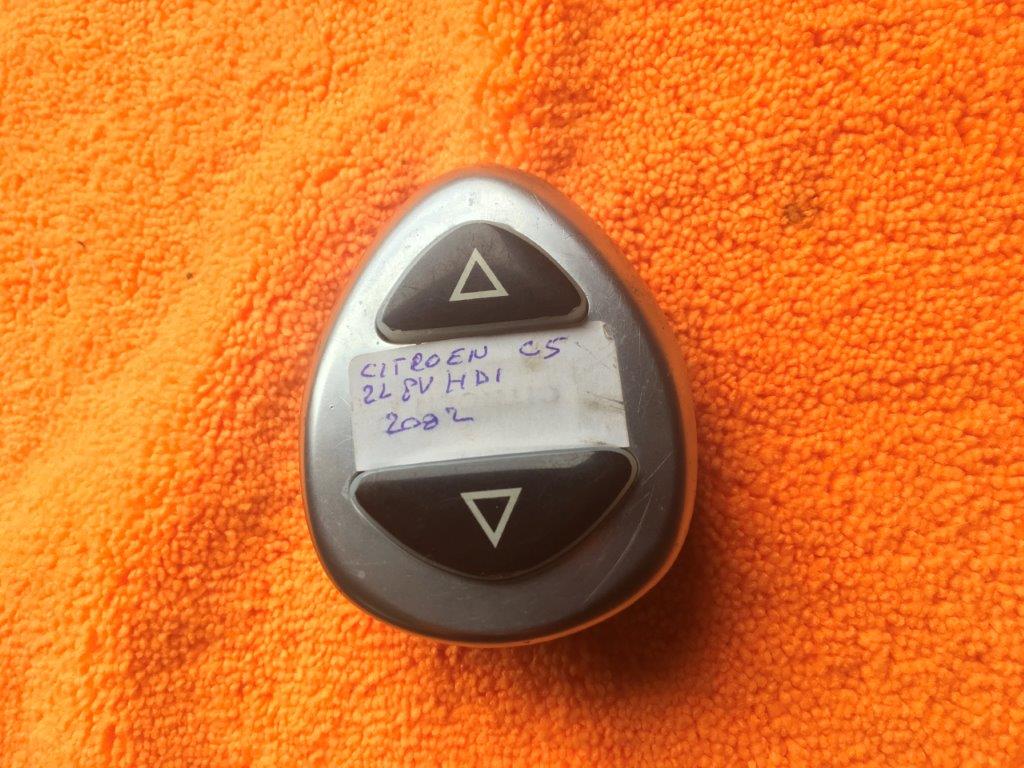 CITROEN C5
2L 8V HDI
2002